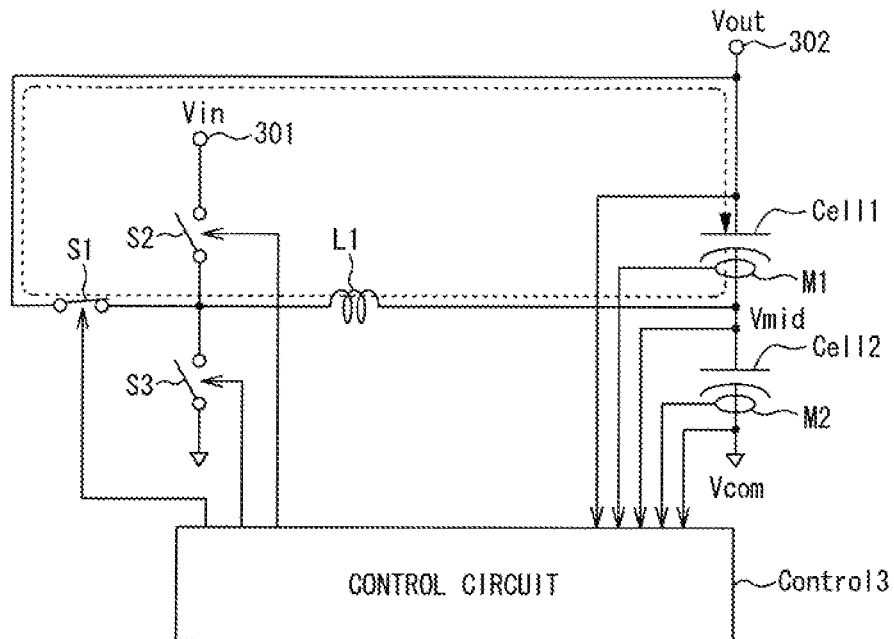 Vout
302
Vin
301
Cell1
S2
L1
S1
M1
Vmid
Cell2
S3
M2
Vcom
CONTROL CIRCUIT
Control3